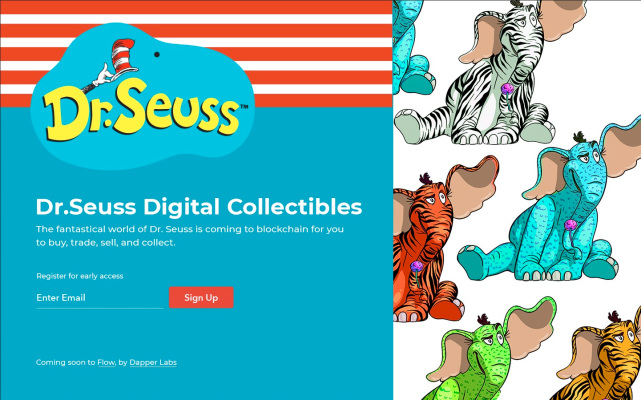 Dr. Seuss™
Dr.Seuss Digital Collectibles
The fantastical world of Dr. Seuss is coming to blockchain for you
to buy, trade, sell, and collect.
Register for early access
Enter Email
Sign Up
Coming soon to Flow, by Dapper Labs